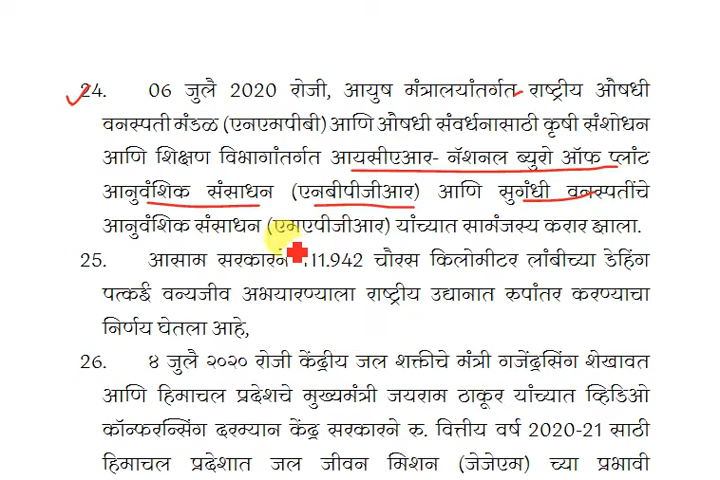 24. 06 जुलै 2020 रोजी, आयुष मंत्रालयांतर्गत राष्ट्रीय औषधी
वनस्पती मंडळ (एनएमपीबी) आणि औषधी संवर्धनासाठी कृषी संशोधन
आणि शिक्षण विभागांतर्गत आयसीएआर- नॅशनल ब्युरो ऑफ प्लांट
आनुवंशिक संसाधन (एनबीपीजीआर) आणि सुगंधी वनस्पतींचे
आनुवंशिक संसाधन (एमएपीजीआर) यांच्यात सामंजस्य करार झाला.
25. आसाम सरकारने 111.942 चौरस किलोमीटर लांबीच्या डेहिंग
पत्कई वन्यजीव अभयारण्याला राष्ट्रीय उद्यानात रुपांतर करण्याचा
निर्णय घेतला आहे,
26. ४ जुलै २०२० रोजी केंद्रीय जल शक्तीचे मंत्री गजेंद्रसिंग शेखावत
आणि हिमाचल प्रदेशचे मुख्यमंत्री जयराम ठाकूर यांच्यात व्हिडिओ
कॉन्फरन्सिंग दरम्यान केंद्र सरकारने रु. वित्तीय वर्ष 2020-21 साठी
हिमाचल प्रदेशात जल जीवन मिशन (जेजेएम) च्या प्रभावी